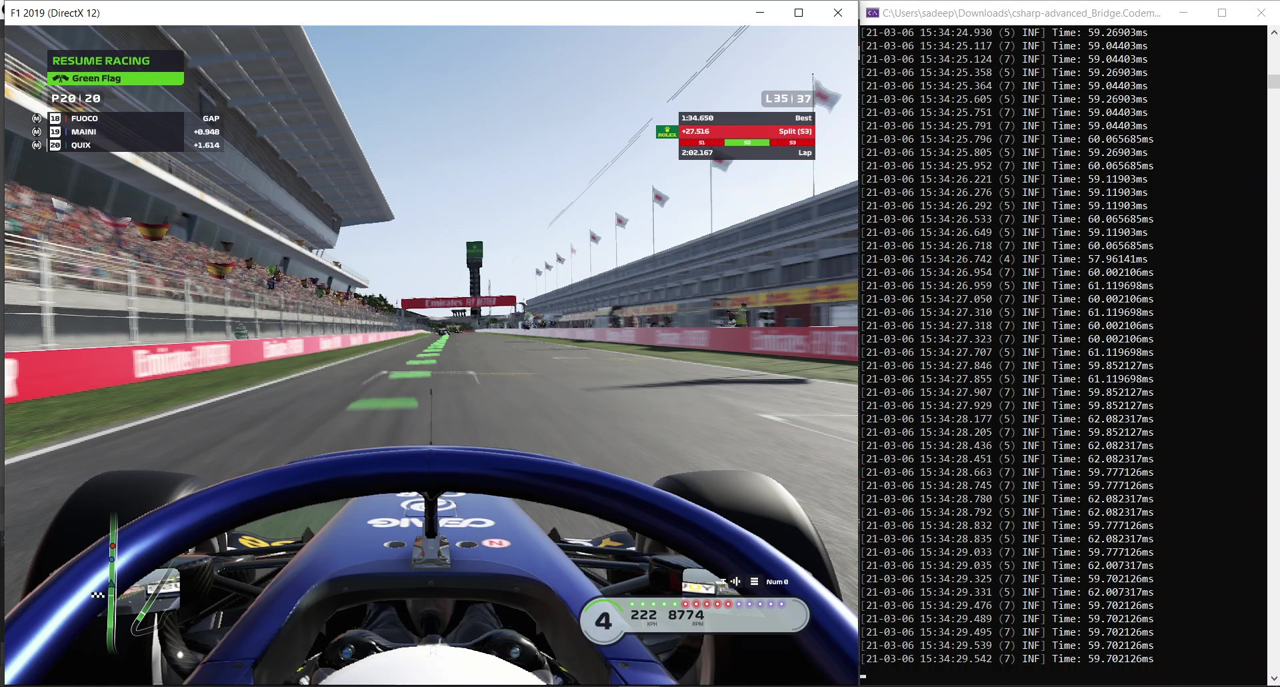 F1 2019 (DirectX 12)
RESUME RACING
Green Flag
P20 20
GAP
M 18 FUOCO
M 19 MAINI +0.948
M 20 QUIX +1.614
L35 37
1:34.650 Best
ROLEX +27.516 Split (S3)
S1 S2 S3
2:02.167 Lap
Emirates
Num 0
4 222 8774
KPH RPM
C:\Users\sadeep\Downloads\csharp-advanced_Bridge.Codem...
[21-03-06 15:34:24.930 (5) INF] Time: 59.26903ms
[21-03-06 15:34:25.117 (7) INF] Time: 59.04403ms
[21-03-06 15:34:25.124 (7) INF] Time: 59.04403ms
[21-03-06 15:34:25.358 (5) INF] Time: 59.26903ms
[21-03-06 15:34:25.364 (7) INF] Time: 59.04403ms
[21-03-06 15:34:25.605 (5) INF] Time: 59.26903ms
[21-03-06 15:34:25.751 (7) INF] Time: 59.04403ms
[21-03-06 15:34:25.791 (7) INF] Time: 59.04403ms
[21-03-06 15:34:25.796 (7) INF] Time: 60.065685ms
[21-03-06 15:34:25.805 (5) INF] Time: 59.26903ms
[21-03-06 15:34:25.952 (7) INF] Time: 60.065685ms
[21-03-06 15:34:26.221 (5) INF] Time: 59.11903ms
[21-03-06 15:34:26.276 (5) INF] Time: 59.11903ms
[21-03-06 15:34:26.292 (5) INF] Time: 59.11903ms
[21-03-06 15:34:26.533 (7) INF] Time: 60.065685ms
[21-03-06 15:34:26.649 (5) INF] Time: 59.11903ms
[21-03-06 15:34:26.718 (7) INF] Time: 60.065685ms
[21-03-06 15:34:26.742 (4) INF] Time: 57.96141ms
[21-03-06 15:34:26.954 (7) INF] Time: 60.002106ms
[21-03-06 15:34:26.959 (5) INF] Time: 61.119698ms
[21-03-06 15:34:27.050 (7) INF] Time: 60.002106ms
[21-03-06 15:34:27.310 (5) INF] Time: 61.119698ms
[21-03-06 15:34:27.318 (7) INF] Time: 60.002106ms
[21-03-06 15:34:27.323 (7) INF] Time: 60.002106ms
[21-03-06 15:34:27.707 (5) INF] Time: 61.119698ms
[21-03-06 15:34:27.846 (7) INF] Time: 59.852127ms
[21-03-06 15:34:27.855 (5) INF] Time: 61.119698ms
[21-03-06 15:34:27.907 (7) INF] Time: 59.852127ms
[21-03-06 15:34:27.929 (7) INF] Time: 59.852127ms
[21-03-06 15:34:28.177 (5) INF] Time: 62.082317ms
[21-03-06 15:34:28.205 (7) INF] Time: 59.852127ms
[21-03-06 15:34:28.436 (5) INF] Time: 62.082317ms
[21-03-06 15:34:28.451 (5) INF] Time: 62.082317ms
[21-03-06 15:34:28.663 (7) INF] Time: 59.777126ms
[21-03-06 15:34:28.745 (7) INF] Time: 59.777126ms
[21-03-06 15:34:28.780 (5) INF] Time: 62.082317ms
[21-03-06 15:34:28.792 (5) INF] Time: 62.082317ms
[21-03-06 15:34:28.832 (7) INF] Time: 59.777126ms
[21-03-06 15:34:28.835 (7) INF] Time: 59.777126ms
[21-03-06 15:34:29.033 (7) INF] Time: 59.777126ms
[21-03-06 15:34:29.035 (5) INF] Time: 62.007317ms
[21-03-06 15:34:29.325 (7) INF] Time: 59.702126ms
[21-03-06 15:34:29.331 (5) INF] Time: 62.007317ms
[21-03-06 15:34:29.476 (7) INF] Time: 59.702126ms
[21-03-06 15:34:29.489 (7) INF] Time: 59.702126ms
[21-03-06 15:34:29.495 (7) INF] Time: 59.702126ms
[21-03-06 15:34:29.539 (7) INF] Time: 59.702126ms
[21-03-06 15:34:29.542 (7) INF] Time: 59.702126ms